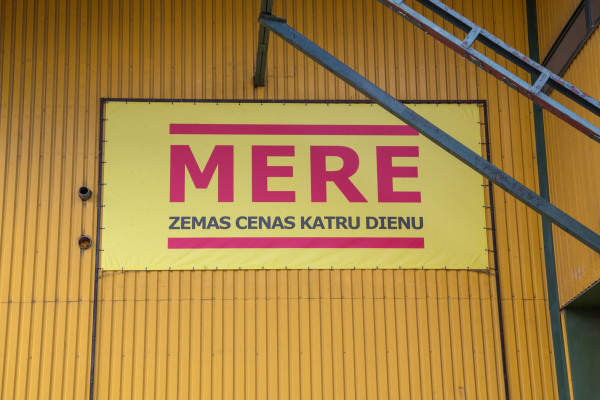 MERE
ZEMAS CENAS KATRU DIENU